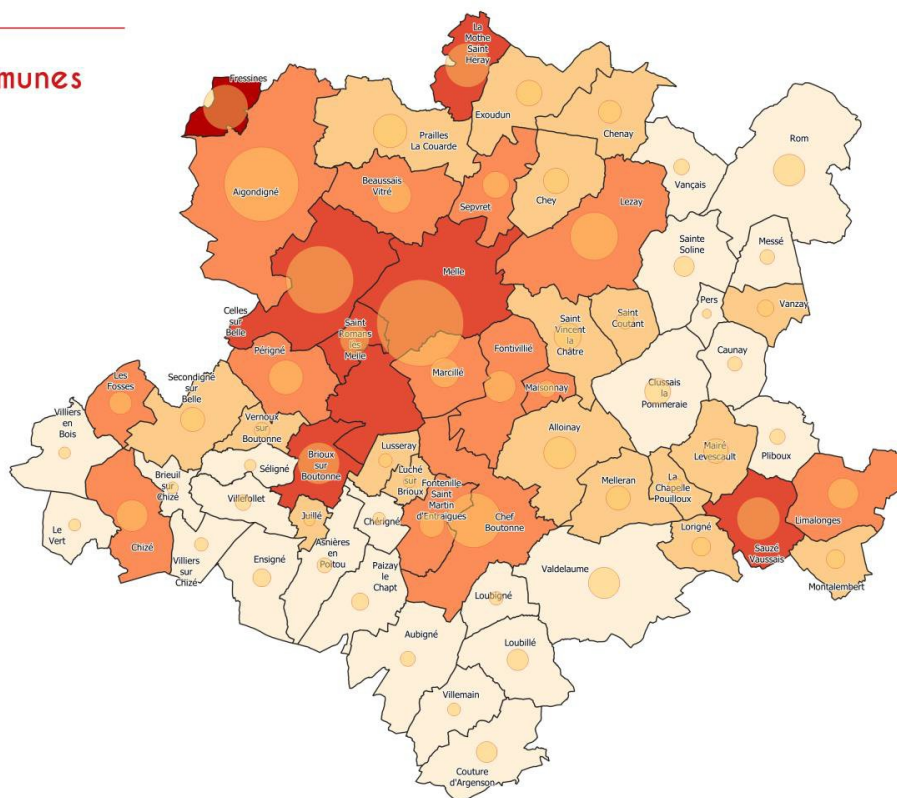 munes
La
Mothe
Saint
Héray
Fressines
Exoudun
Prailles
La Couarde
Chenay
Rom
Aigondigné
Beaussais
Vitré
Sepvret
Chey
Vançais
Lezay
Sainte
Soline
Messé
Melle
Celles
sur
Belle
Saint
Romans
les
Melle
Saint
Vincent
la
Châtre
Saint
Coutant
Pers
Vanzay
Périgné
Marcillé
Fontivillié
Maisonnay
Caunay
Clussais
la
Pommeraie
Les
Fosses
Secondigné
sur
Belle
Villiers
en
Bois
Vernoux
sur
Boutonne
Brioux
sur
Boutonne
Lusseray
Alloinay
Mairé
Levescault
Pliboux
Brieuil
sur
Chizé
Séligné
Luché
sur
Brioux
Fontenille
Saint
Martin
d'Entraigues
Melleran
La
Chapelle
Pouilloux
Villefollet
Le
Vert
Chizé
Juillé
Chérigné
Chef
Boutonne
Limalonges
Sauzé
Vaussais
Lorigné
Villiers
sur
Chizé
Ensigné
Asnières
en
Poitou
Paizay
le
Chapt
Valdelaume
Montalembert
Loubigné
Aubigné
Loubillé
Villemain
Couture
d'Argenson